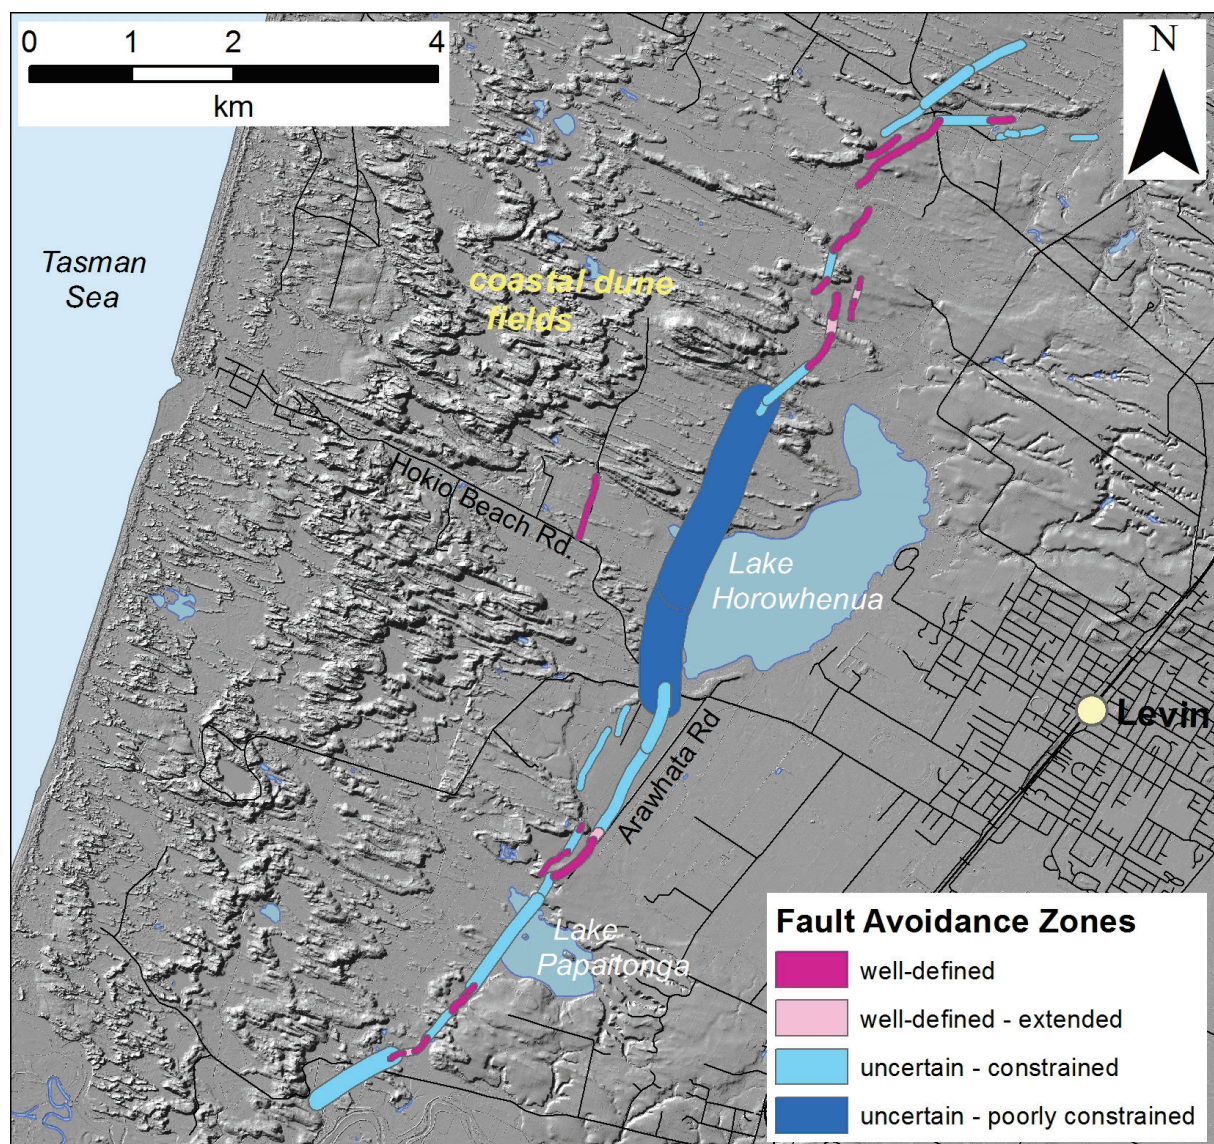 0 1 2 4
km
N
Tasman
Sea
coastal dune
fields
Hokio Beach Rd
Lake
Horowhenua
Levin
Arawhata Rd
Lake
Papaitonga
Fault Avoidance Zones
well-defined
well-defined - extended
uncertain - constrained
uncertain - poorly constrained